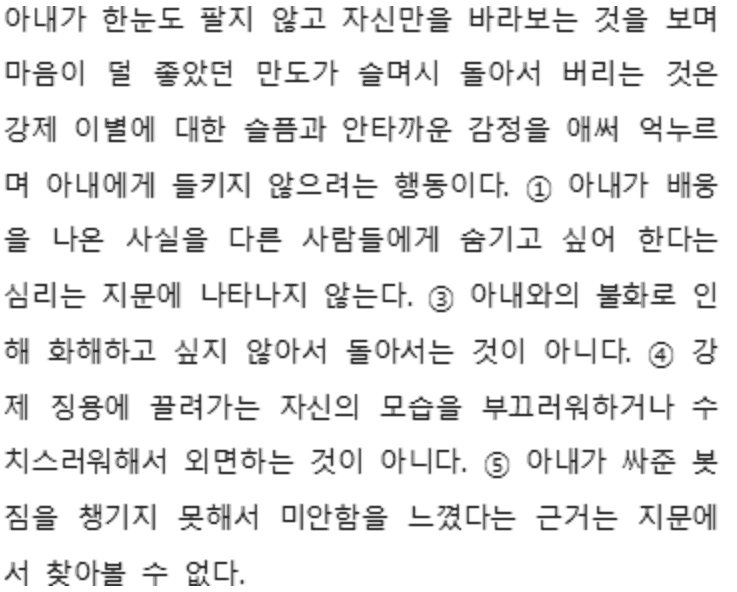 아내가 한눈도 팔지 않고 자신만을 바라보는 것을 보며
마음이 덜 좋았던 만도가 슬며시 돌아서 버리는 것은
강제 이별에 대한 슬픔과 안타까운 감정을 애써 억누르
며 아내에게 들키지 않으려는 행동이다. ① 아내가 배웅
을 나온 사실을 다른 사람들에게 숨기고 싶어 한다는
심리는 지문에 나타나지 않는다. ③ 아내와의 불화로 인
해 화해하고 싶지 않아서 돌아서는 것이 아니다. ④ 강
제 징용에 끌려가는 자신의 모습을 부끄러워하거나 수
치스러워해서 외면하는 것이 아니다. ⑤ 아내가 싸준 봇
짐을 챙기지 못해서 미안함을 느꼈다는 근거는 지문에
서 찾아볼 수 없다.